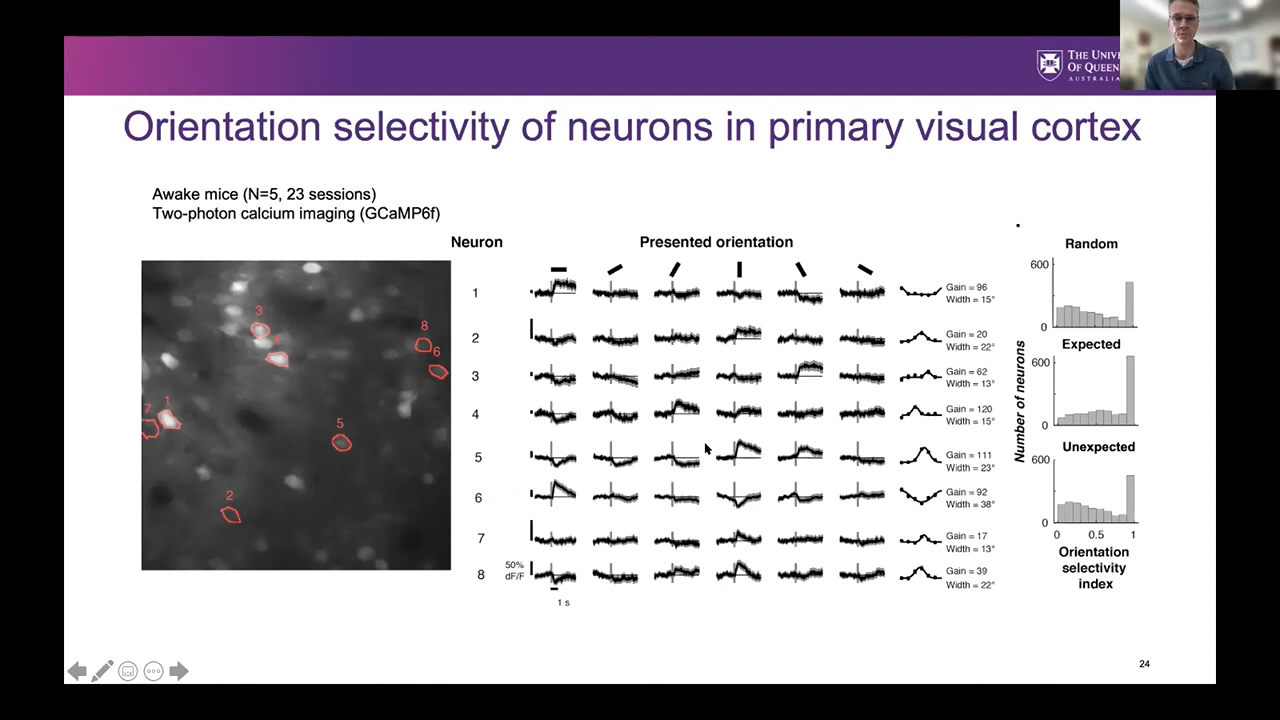 THE UNIV
OF QUEEN
AUSTRALIA
Orientation selectivity of neurons in primary visual cortex
Awake mice (N=5, 23 sessions)
Two-photon calcium imaging (GCaMP6f)
3
8
6
7
1
5
2
Neuron
Presented orientation
1
Gain = 96
Width = 15°
2
Gain = 20
Width = 22°
3
Gain = 62
Width = 13°
4
Gain = 120
Width = 15°
5
Gain = 111
Width = 23°
6
Gain = 92
Width = 38°
7
Gain = 17
Width = 13°
8
Gain = 39
Width = 22°
50%
dF/F
1 s
Random
600
0
Expected
600
0
Unexpected
600
0
Number of neurons
0 0.5 1
Orientation
selectivity
index
24